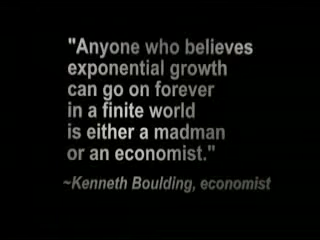 "Anyone who believes
exponential growth
can go on forever
in a finite world
is either a madman
or an economist."
~Kenneth Boulding, economist